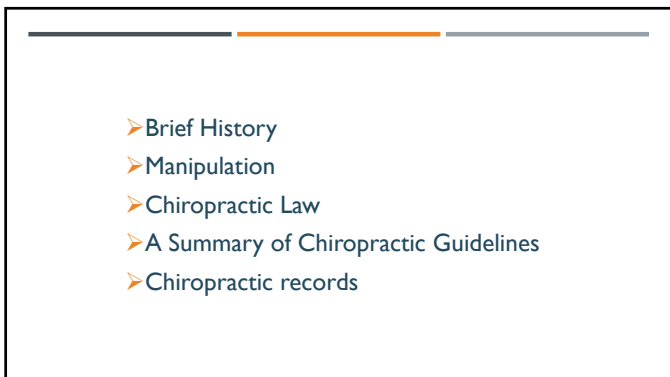 ➢Brief History
➢Manipulation
➢Chiropractic Law
➢A Summary of Chiropractic Guidelines
➢Chiropractic records